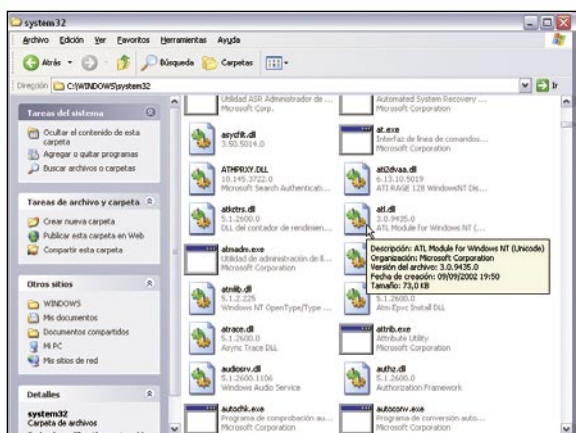 system32
Archivo Edición Ver Favoritos Herramientas Ayuda
Atrás Búsqueda Carpetas
Dirección C:\WINDOWS\system32 Ir
Tareas del sistema
Ocultar el contenido de esta carpeta
Agregar o quitar programas
Buscar archivos o carpetas
Tareas de archivo y carpeta
Crear nueva carpeta
Publicar esta carpeta en Web
Compartir esta carpeta
Otros sitios
WINDOWS
Mis documentos
Documentos compartidos
Mi PC
Mis sitios de red
Detalles
system32
Carpeta de archivos
Utilidad ASR Administrador de ...
Microsoft Corp.
Automated System Recovery ...
Microsoft Corporation
asycfilt.dll
3.50.5014.0
at.exe
Interfaz de línea de comandos...
Microsoft Corporation
ATHPRXY.DLL
10.145.3722.0
Microsoft Search Authenticati...
ati2dvaa.dll
6.13.10.5019
ATI RAGE 128 WindowsNT Dis...
atkctrs.dll
5.1.2600.0
DLL del contador de rendimien...
atl.dll
3.0.9435.0
ATL Module for Windows NT (...
Descripción: ATL Module for Windows NT (Unicode)
Organización: Microsoft Corporation
Versión del archivo: 3.0.9435.0
Fecha de creación: 09/09/2002 19:50
Tamaño: 73,0 KB
atmadm.exe
Utilidad de administración de ll...
Microsoft Corporation
atmlib.dll
5.1.2.225
Windows NT OpenType/Type ...
5.1.2600.0
Atm Epvc Install DLL
atrace.dll
5.1.2600.0
Async Trace DLL
attrib.exe
Attribute Utility
Microsoft Corporation
audiosrv.dll
5.1.2600.1106
Windows Audio Service
authz.dll
5.1.2600.0
Authorization Framework
autochk.exe
Programa de comprobación au...
Microsoft Corporation
autoconv.exe
Programa de conversión auto...
Microsoft Corporation